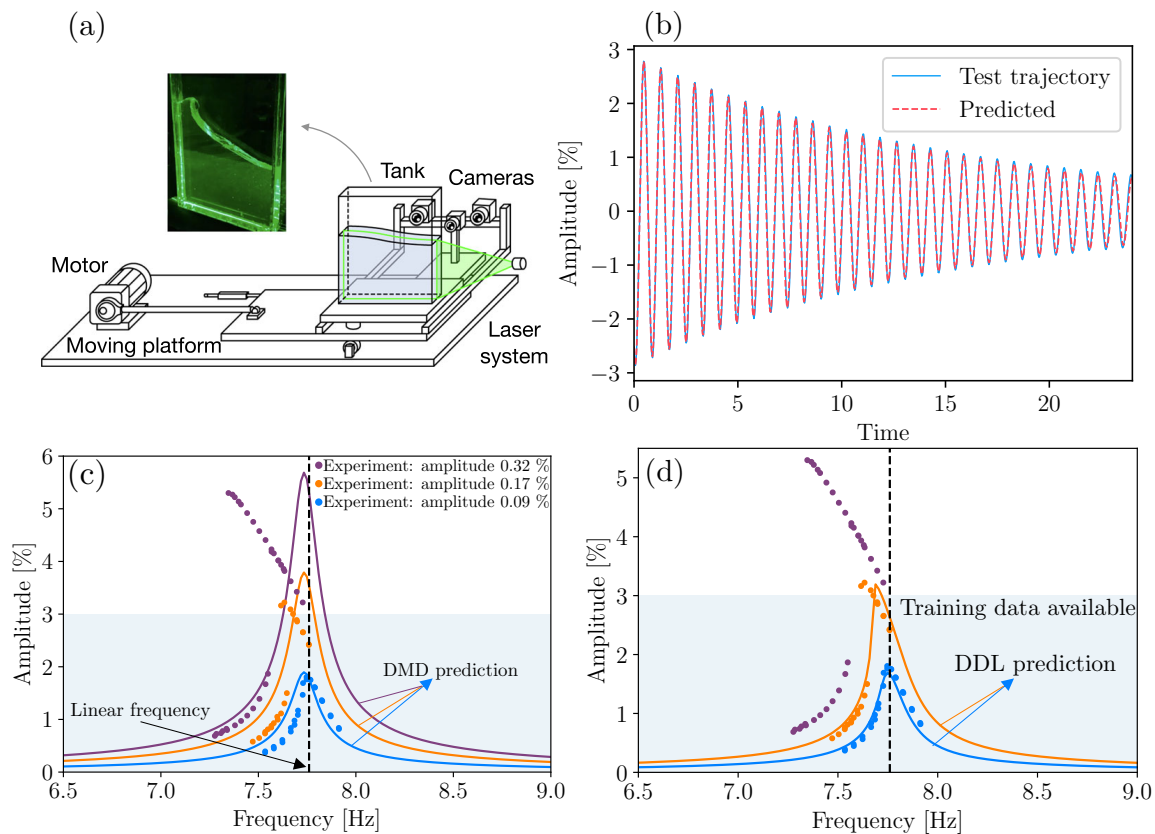 (a)
Tank
Cameras
Motor
Moving platform
Laser
system
(b)
3
2
1
0
−1
−2
−3
Amplitude [%]
Test trajectory
Predicted
0
5
10
15
20
Time
(c)
6
5
4
3
2
1
0
Amplitude [%]
Experiment: amplitude 0.32 %
Experiment: amplitude 0.17 %
Experiment: amplitude 0.09 %
DMD prediction
Linear frequency
6.5
7.0
7.5
8.0
8.5
9.0
Frequency [Hz]
(d)
5
4
3
2
1
0
Amplitude [%]
Training data available
DDL prediction
6.5
7.0
7.5
8.0
8.5
9.0
Frequency [Hz]